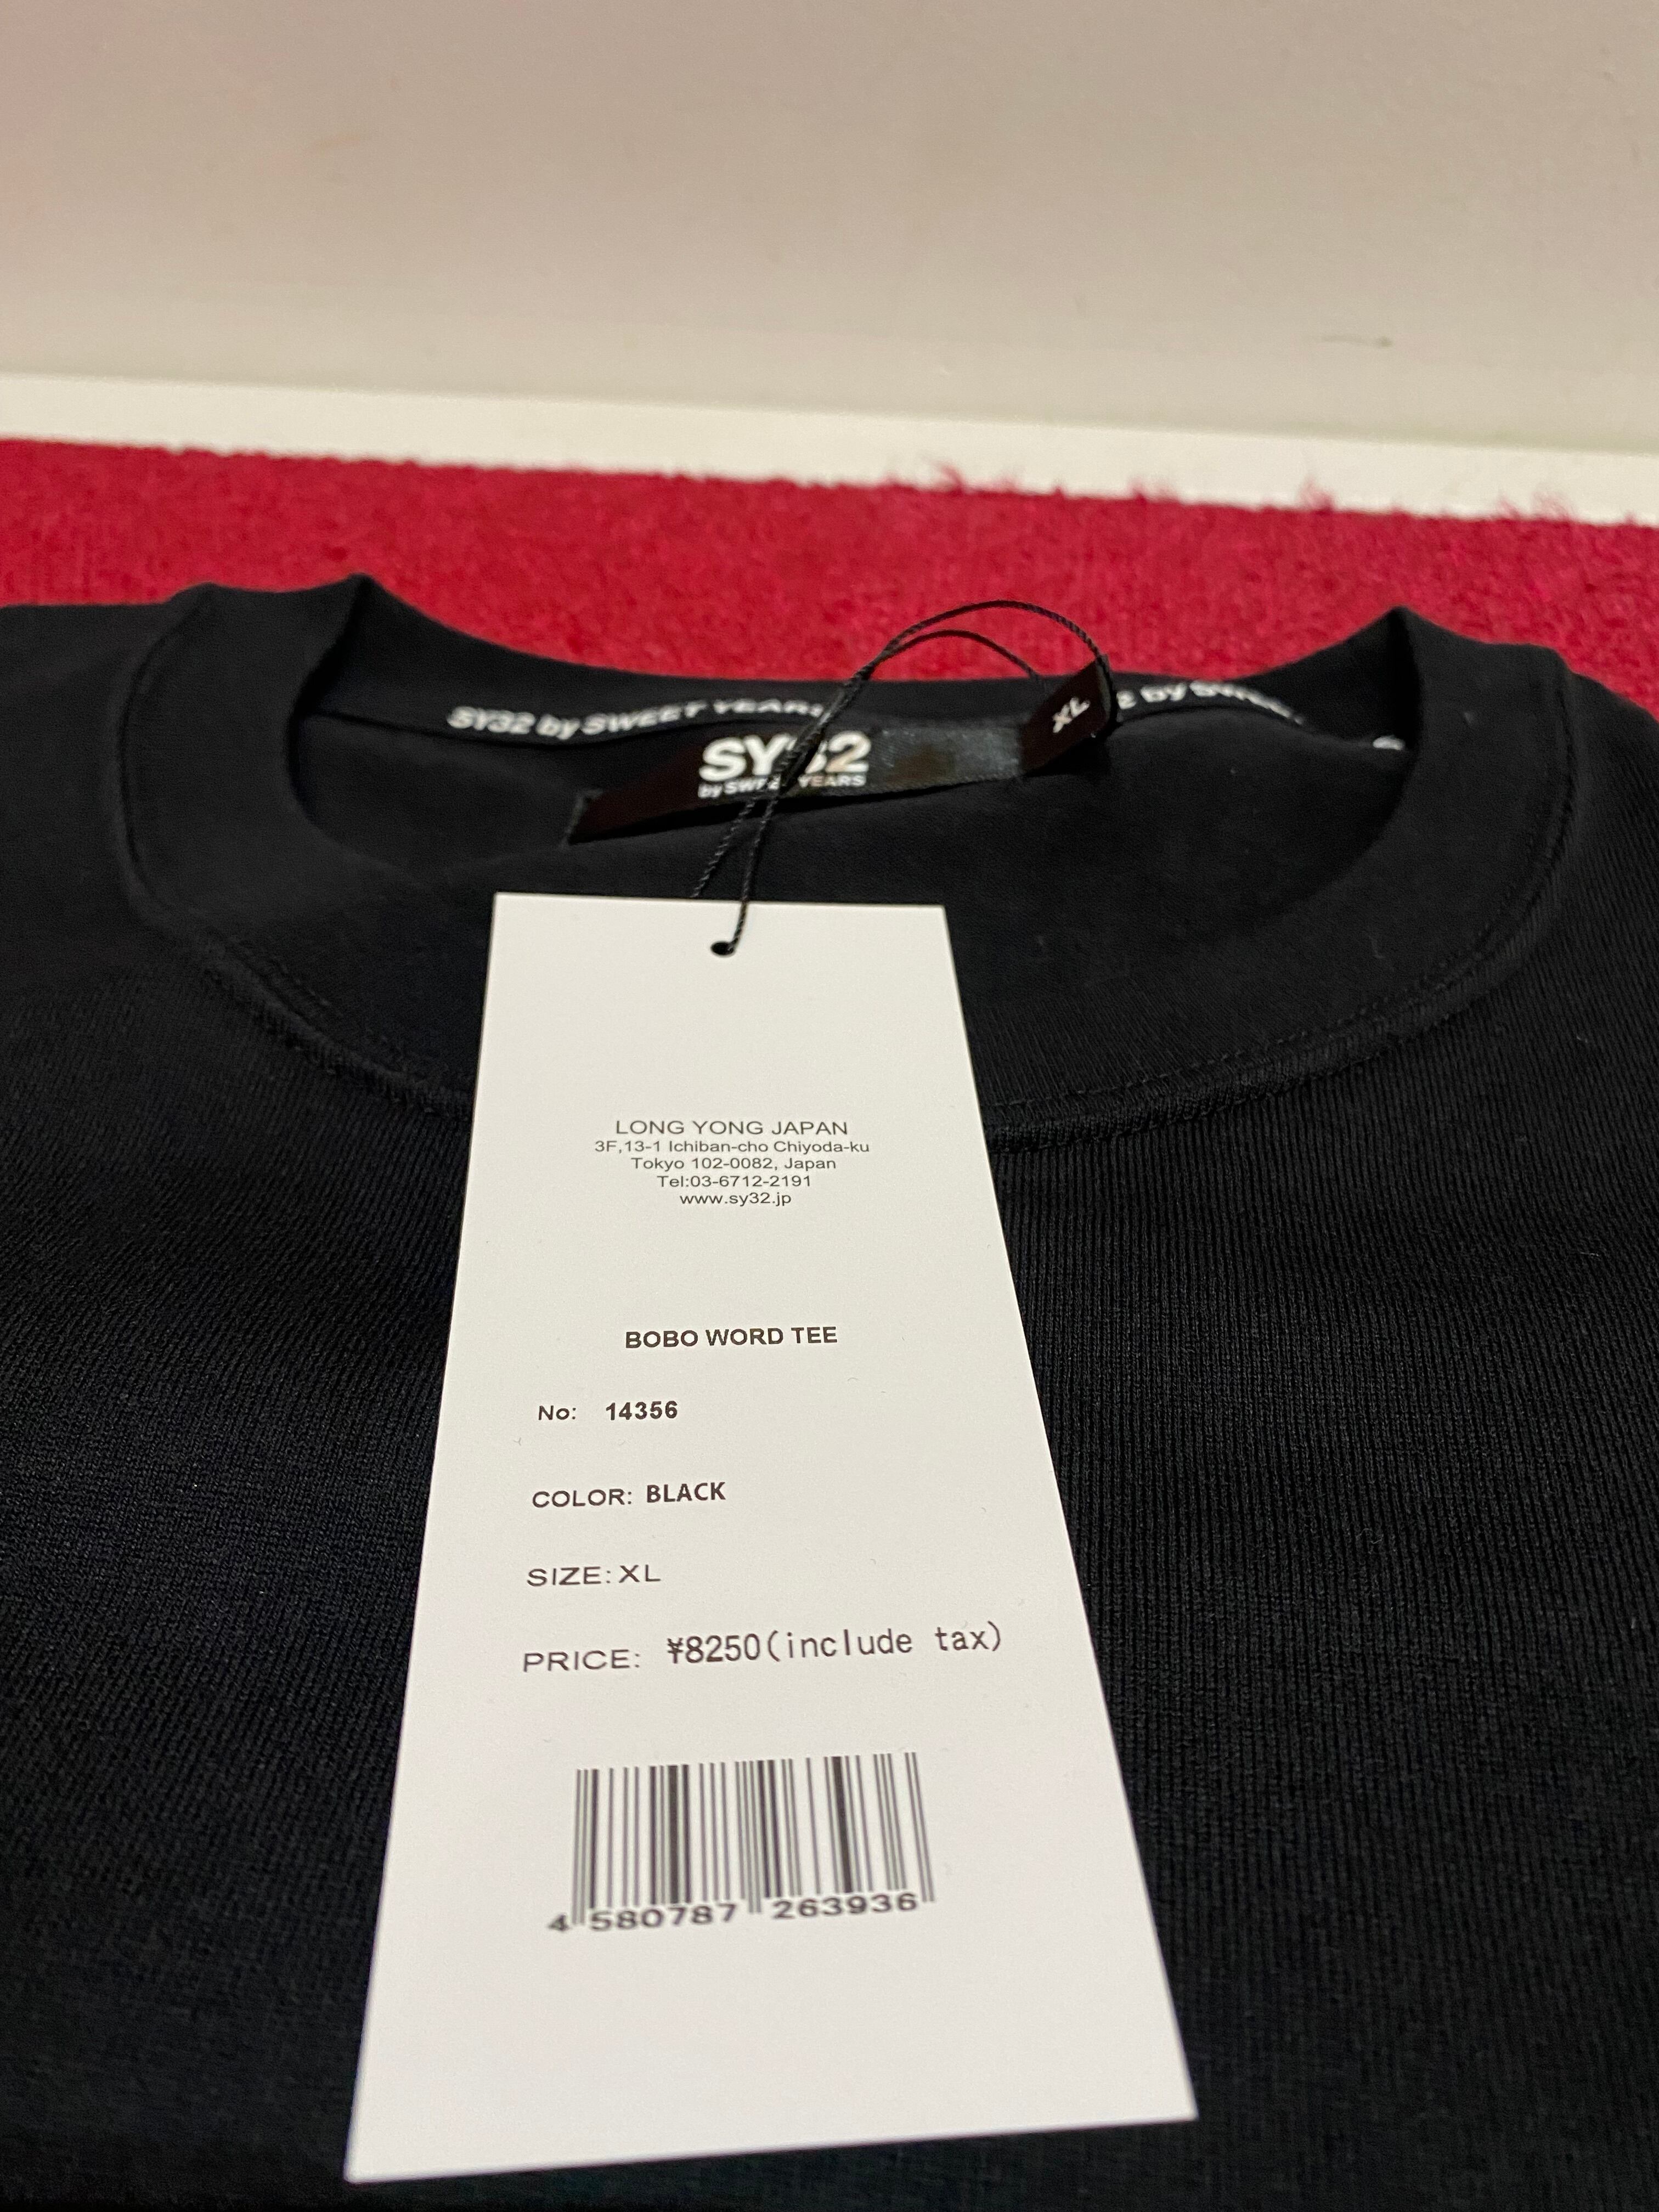 SY32 by SWEET YEARS
XL
2 by
SY32
by SWEET YEARS
LONG YONG JAPAN
3F,13-1 Ichiban-cho Chiyoda-ku
Tokyo 102-0082, Japan
Tel:03-6712-2191
www.sy32.jp
BOBO WORD TEE
No: 14356
COLOR: BLACK
SIZE: XL
PRICE: ¥8250(include tax)
4 580787 263936